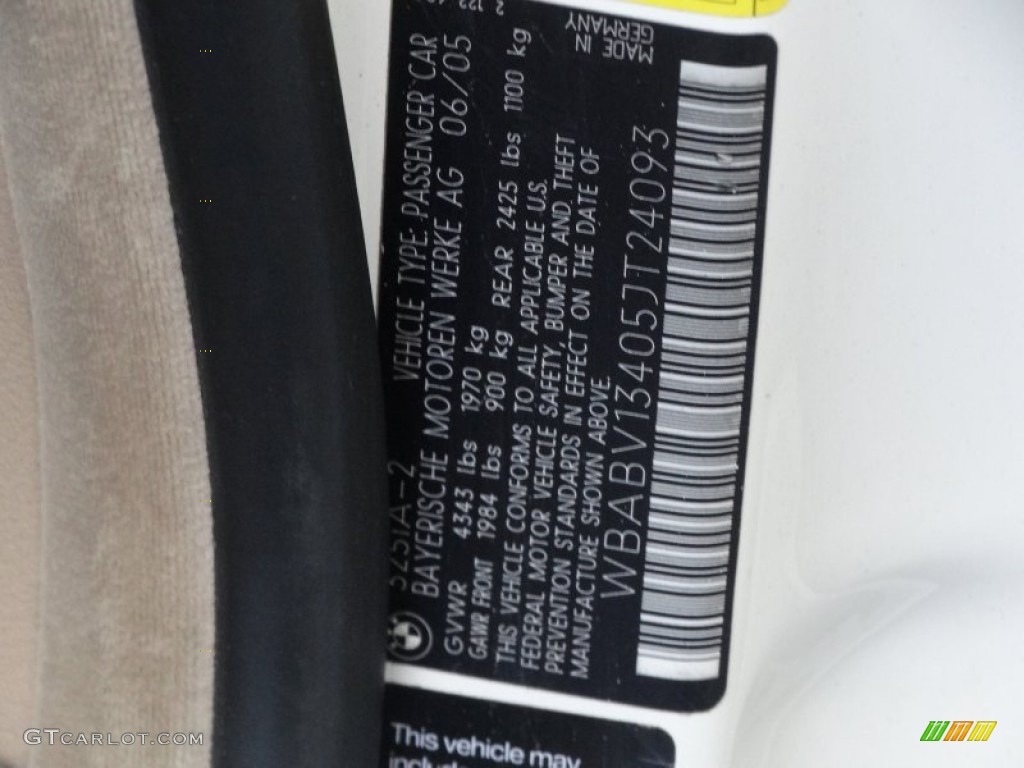 325IA-2 VEHICLE TYPE: PASSENGER CAR
BAYERISCHE MOTOREN WERKE AG 06/05
GVWR 4343 lbs 1970 kg
GAWR FRONT 1984 lbs 900 kg REAR 2425 lbs 1100 kg
THIS VEHICLE CONFORMS TO ALL APPLICABLE U.S.
FEDERAL MOTOR VEHICLE SAFETY, BUMPER AND THEFT
PREVENTION STANDARDS IN EFFECT ON THE DATE OF
MANUFACTURE SHOWN ABOVE.
WBABV13405JT24093
MADE IN
GERMANY
This vehicle may
GTCARLOT.COM